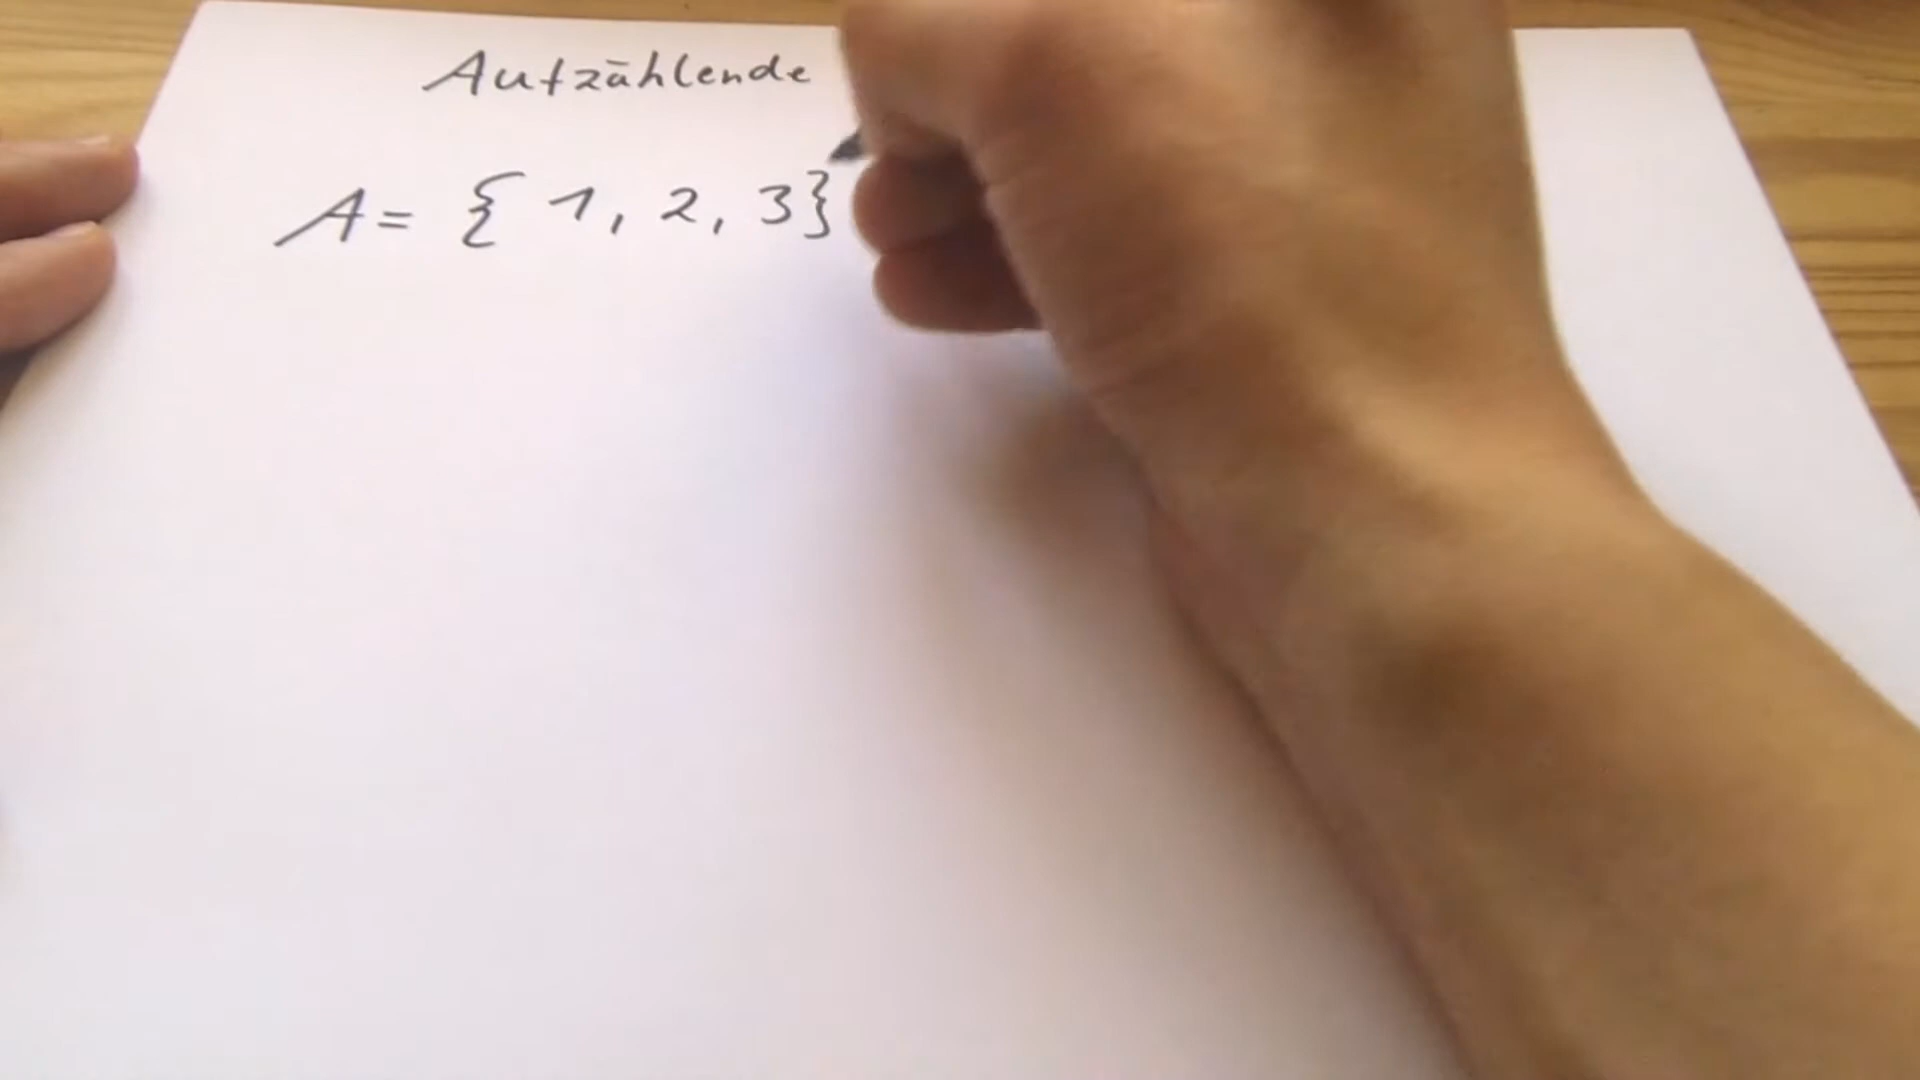 Aufzählende
A = { 1, 2, 3}